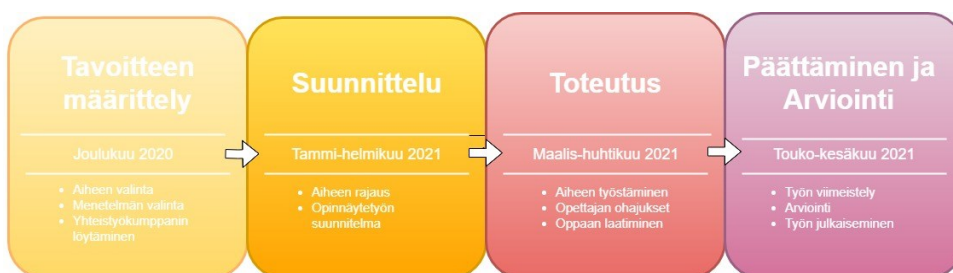 Tavoitteen
määrittely
Joulukuu 2020
Aiheen valinta
Menetelmän valinta
Yhteistyökumppanin
löytäminen
Suunnittelu
Tammi-helmikuu 2021
Aiheen rajaus
Opinnäytetyön
suunnitelma
Toteutus
Maalis-huhtikuu 2021
Aiheen työstäminen
Opettajan ohajukset
Oppaan laatiminen
Päättäminen ja
Arviointi
Touko-kesäkuu 2021
Työn viimeistely
Arviointi
Työn julkaiseminen